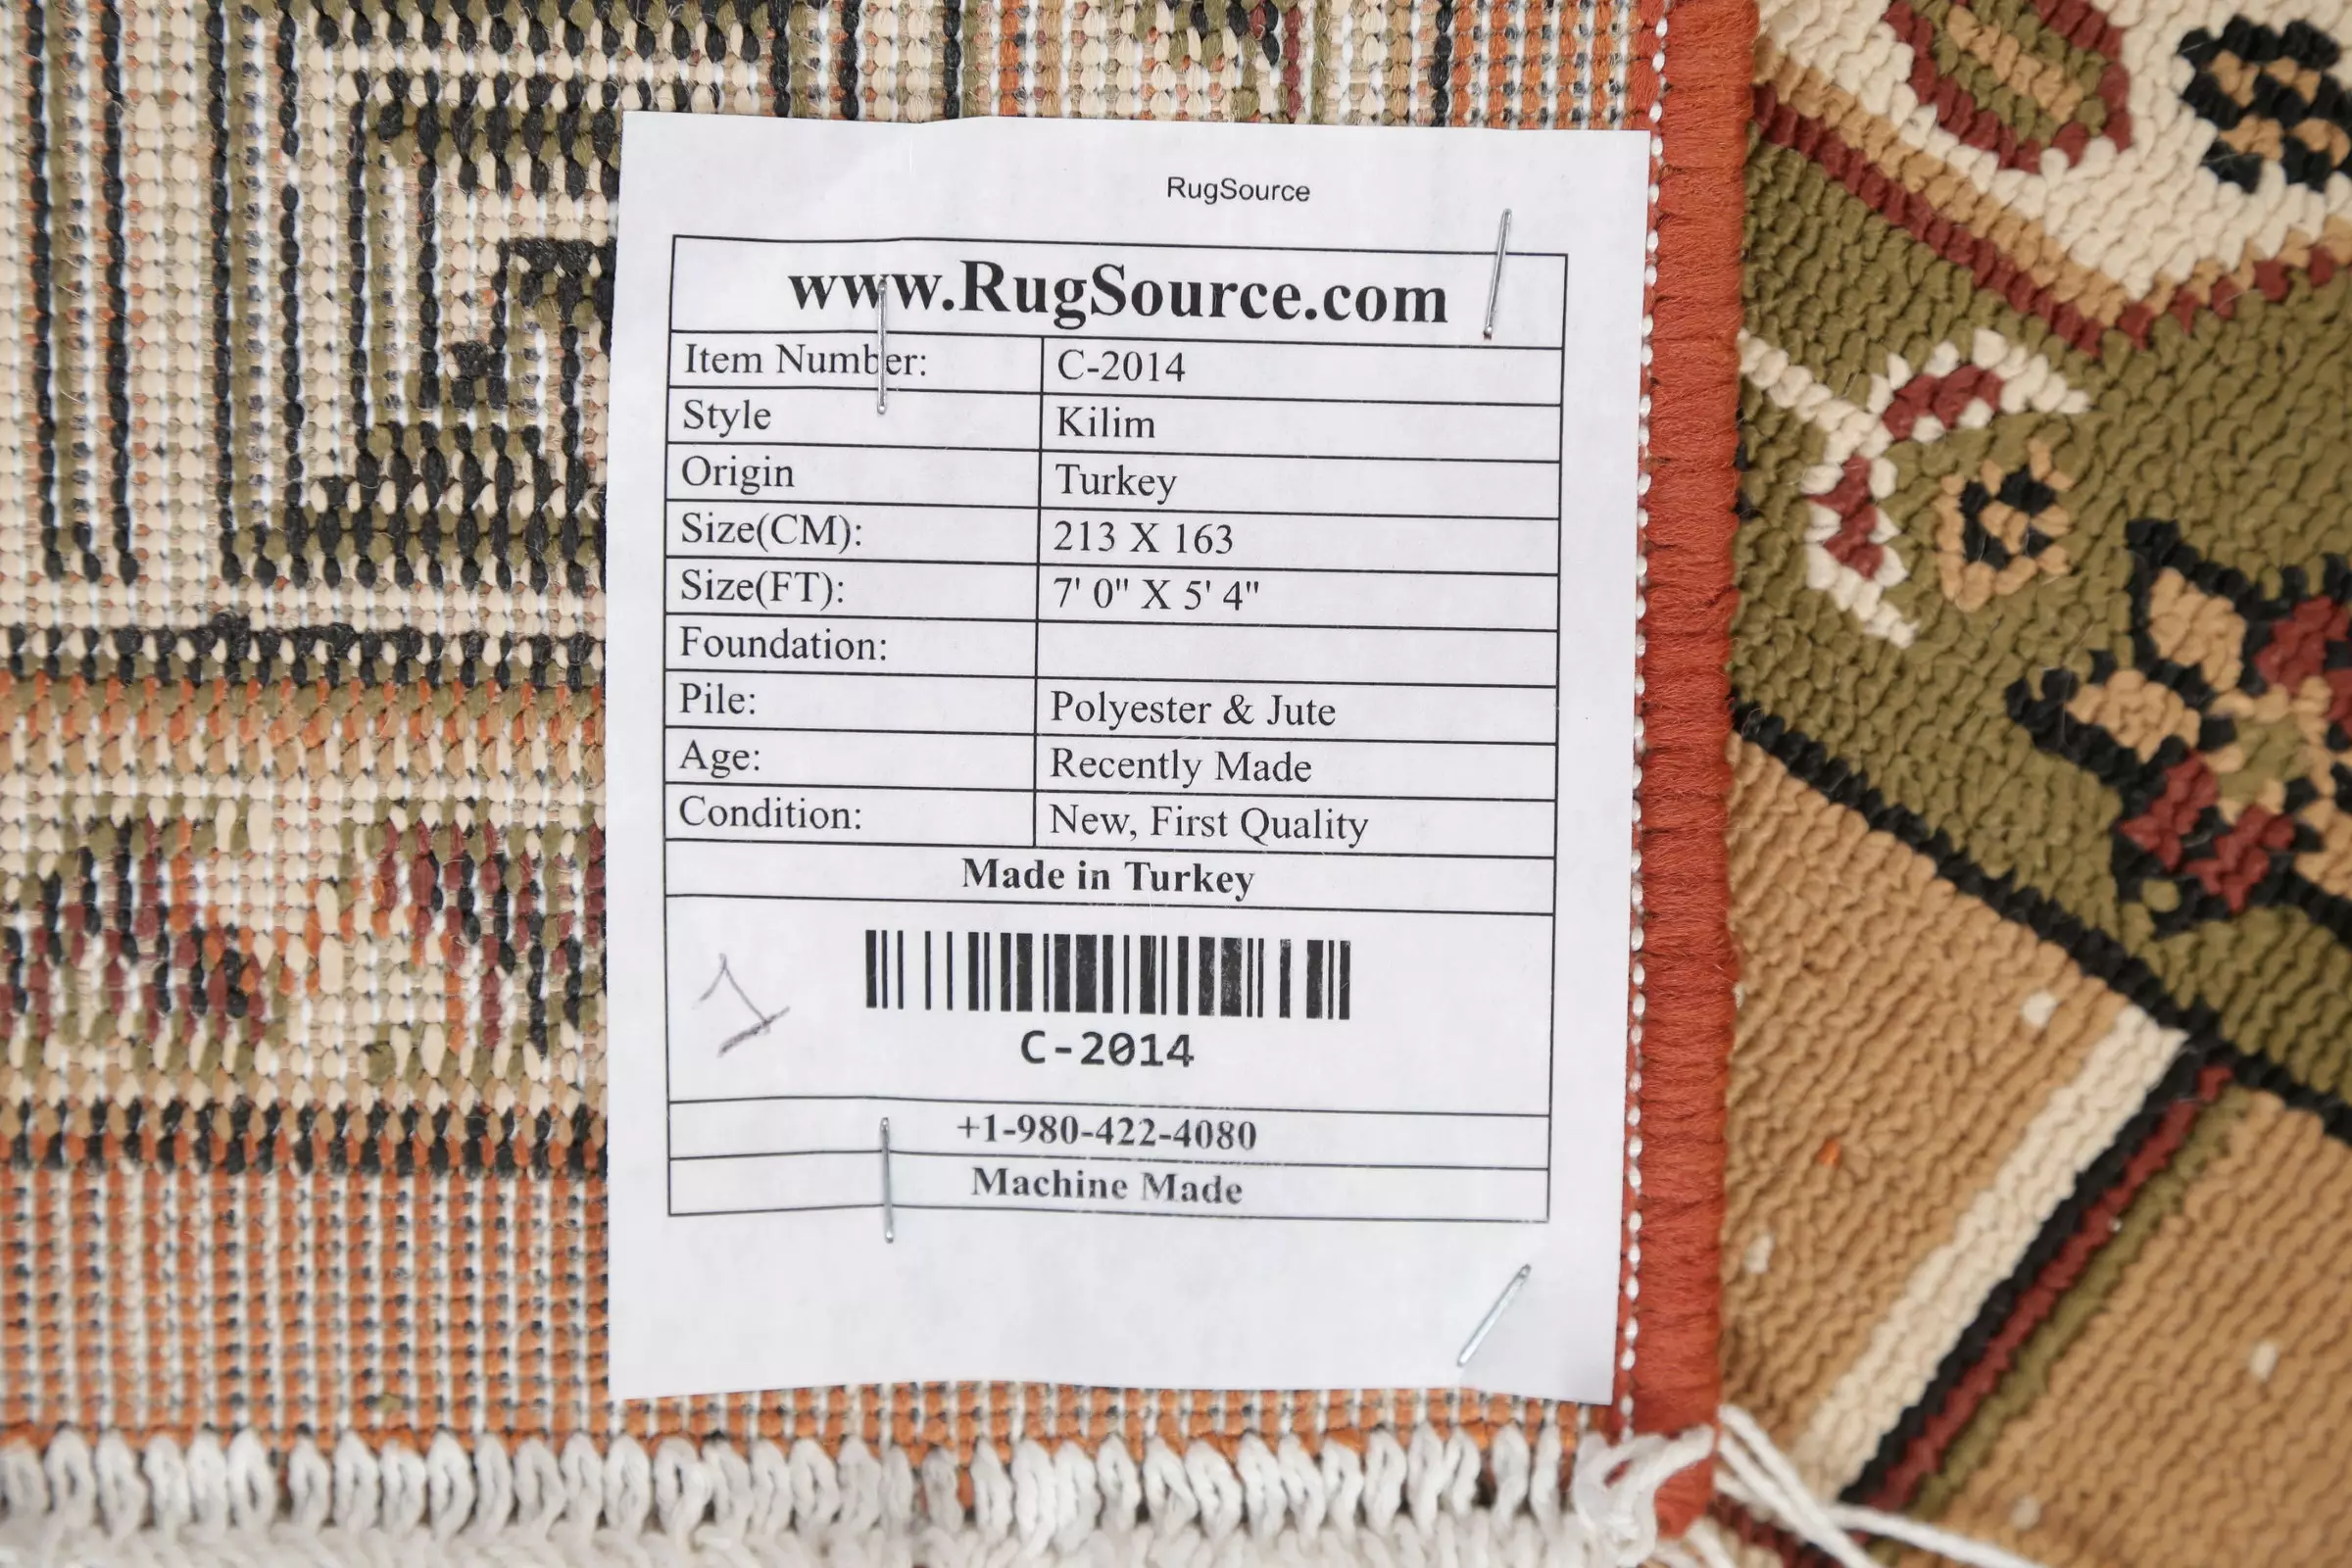 RugSource
www.RugSource.com
Item Number: C-2014
Style Kilim
Origin Turkey
Size(CM): 213 X 163
Size(FT): 7' 0" X 5' 4"
Foundation:
Pile: Polyester & Jute
Age: Recently Made
Condition: New, First Quality
Made in Turkey
1
C-2014
+1-980-422-4080
Machine Made